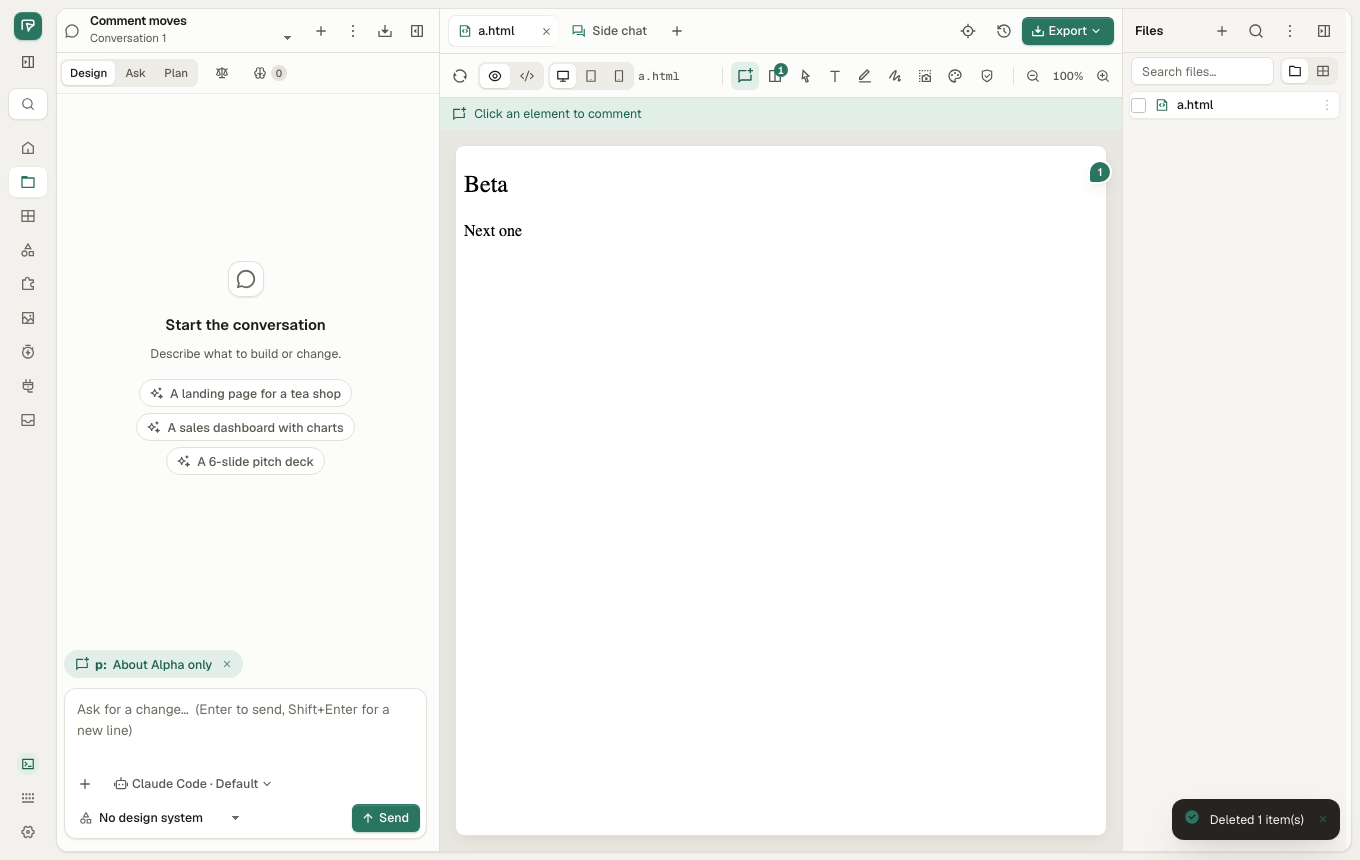 Comment moves
Conversation 1
a.html
Side chat
Export
Files
Design
Ask
Plan
0
a.html
1
100%
Search files…
Click an element to comment
a.html
Beta
1
Next one
Start the conversation
Describe what to build or change.
A landing page for a tea shop
A sales dashboard with charts
A 6-slide pitch deck
p: About Alpha only
Ask for a change… (Enter to send, Shift+Enter for a
new line)
Claude Code · Default
No design system
Send
Deleted 1 item(s)